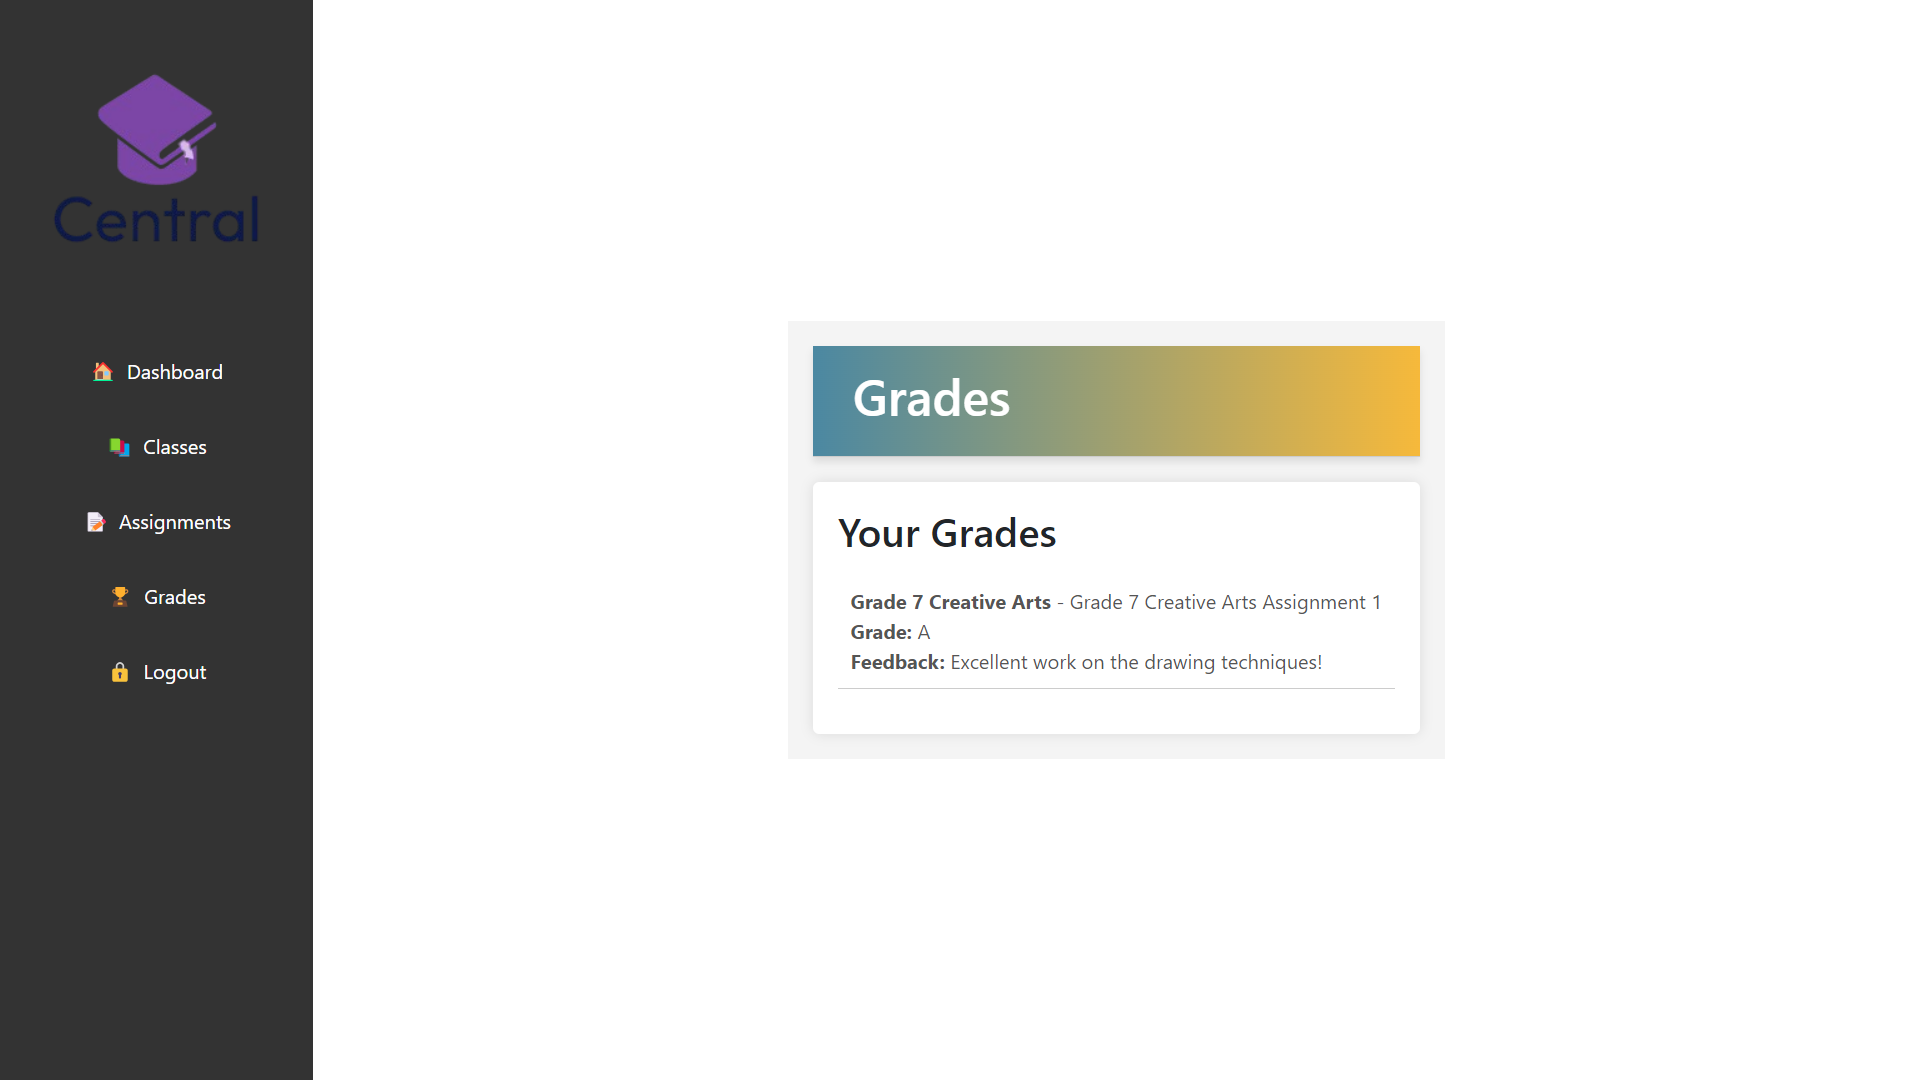 Central
Dashboard
Classes
Assignments
Grades
Logout
Grades
Your Grades
Grade 7 Creative Arts - Grade 7 Creative Arts Assignment 1
Grade: A
Feedback: Excellent work on the drawing techniques!